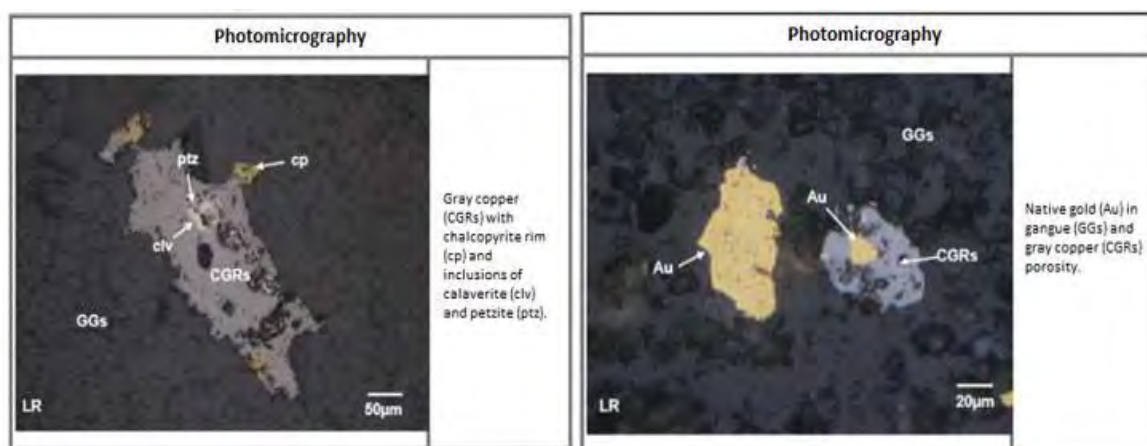 Photomicrography
ptz
cp
clv
CGRs
GGs
LR
50μm
Gray copper
(CGRs) with
chalcopyrite rim
(cp) and
inclusions of
calaverite (clv)
and petzite (ptz).
Photomicrography
GGs
Au
Au
CGRs
LR
20μm
Native gold (Au) in
gangue (GGs) and
gray copper (CGRs)
porosity.